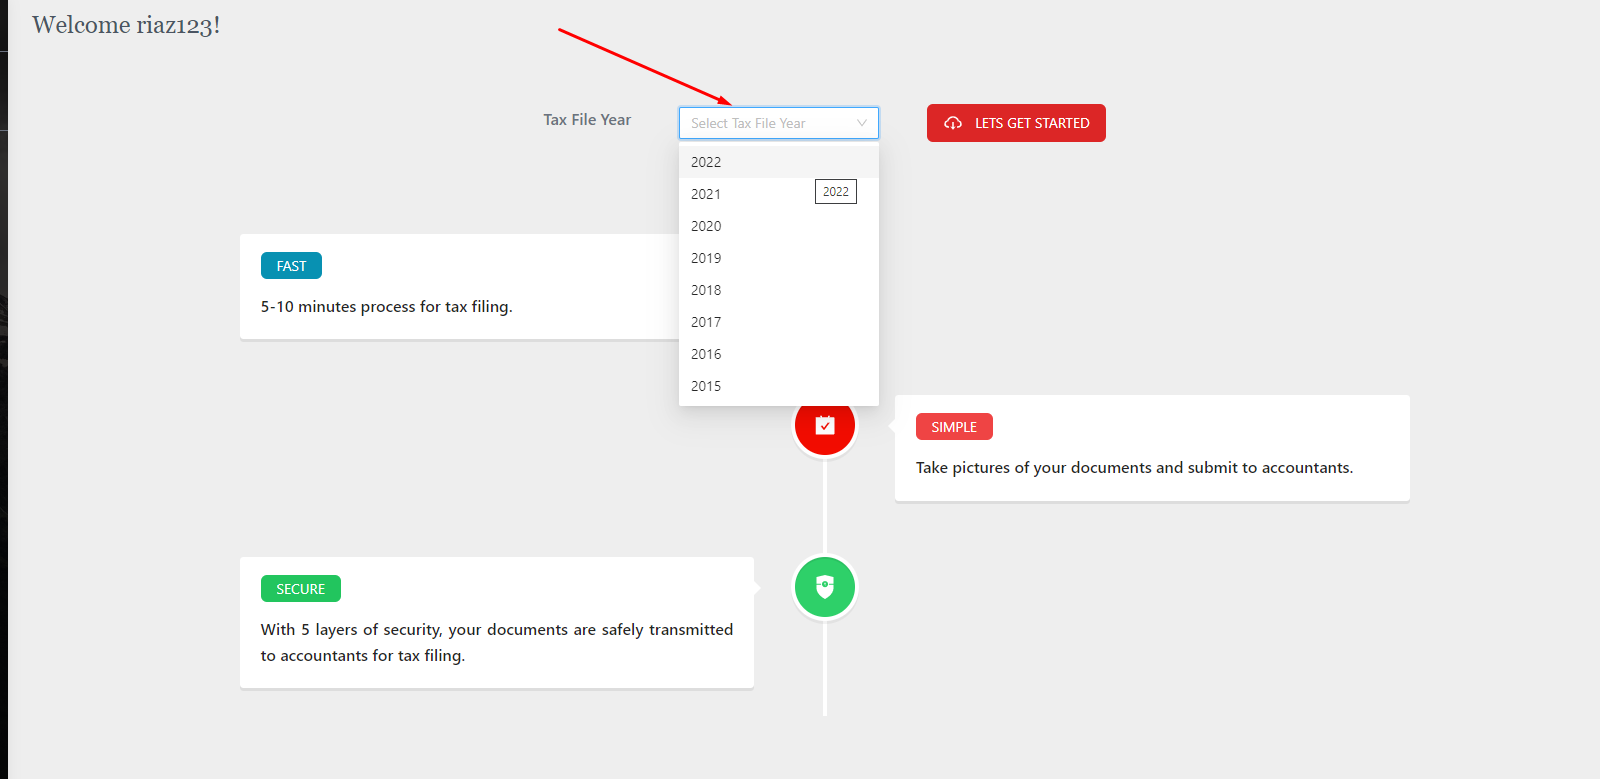 Welcome riaz123!
Tax File Year
Select Tax File Year
LETS GET STARTED
2022
2021
2022
2020
2019
2018
2017
2016
2015
FAST
5-10 minutes process for tax filing.
SIMPLE
Take pictures of your documents and submit to accountants.
SECURE
With 5 layers of security, your documents are safely transmitted
to accountants for tax filing.